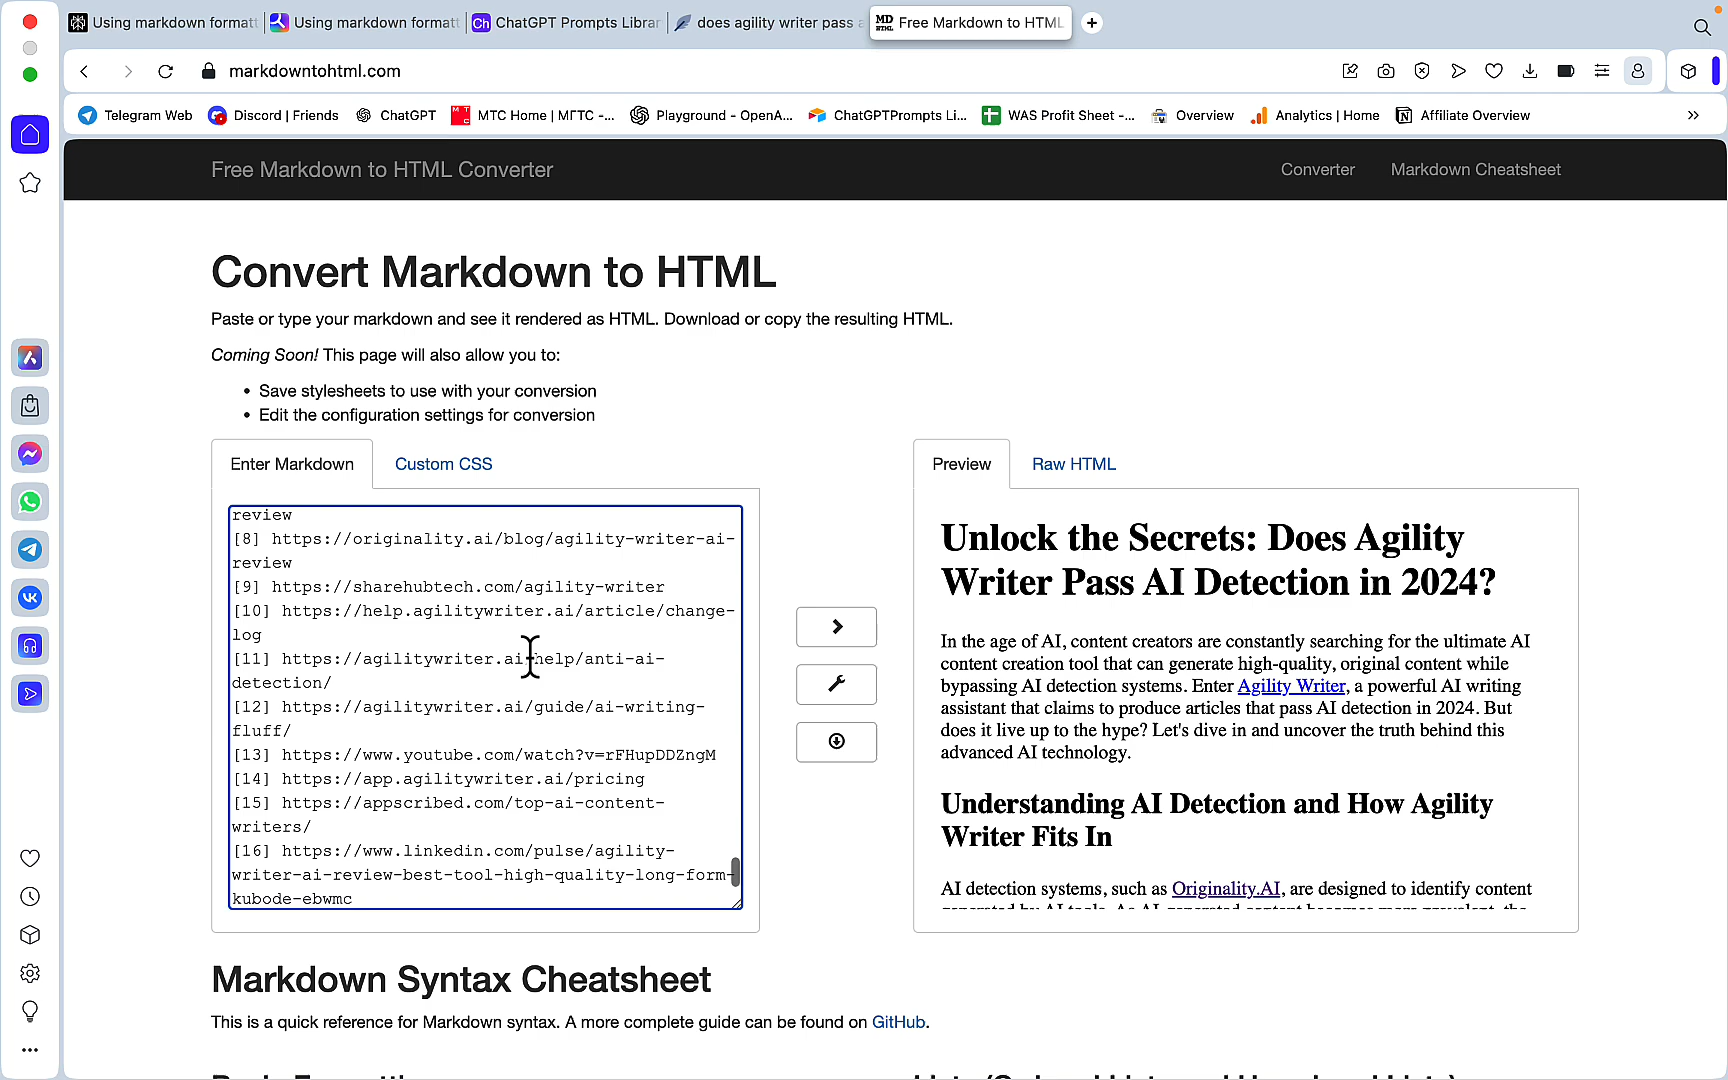 Using markdown formatt
Using markdown formatt
Ch ChatGPT Prompts Librar
does agility writer pass a
MD HTML Free Markdown to HTML
markdowntohtml.com
Telegram Web
Discord | Friends
ChatGPT
МТС Home | МГТС -...
Playground - OpenA...
ChatGPTPrompts Li...
WAS Profit Sheet -...
Overview
Analytics | Home
Affiliate Overview
Free Markdown to HTML Converter
Converter
Markdown Cheatsheet
Convert Markdown to HTML
Paste or type your markdown and see it rendered as HTML. Download or copy the resulting HTML.
Coming Soon! This page will also allow you to:
• Save stylesheets to use with your conversion
• Edit the configuration settings for conversion
Enter Markdown
Custom CSS
review
[8] https://originality.ai/blog/agility-writer-ai-
review
[9] https://sharehubtech.com/agility-writer
[10] https://help.agilitywriter.ai/article/change-
log
[11] https://agilitywriter.ai/help/anti-ai-
detection/
[12] https://agilitywriter.ai/guide/ai-writing-
fluff/
[13] https://www.youtube.com/watch?v=rFHupDDZngM
[14] https://app.agilitywriter.ai/pricing
[15] https://appscribed.com/top-ai-content-
writers/
[16] https://www.linkedin.com/pulse/agility-
writer-ai-review-best-tool-high-quality-long-form-
kubode-ebwmc
Preview
Raw HTML
Unlock the Secrets: Does Agility
Writer Pass AI Detection in 2024?
In the age of AI, content creators are constantly searching for the ultimate AI
content creation tool that can generate high-quality, original content while
bypassing AI detection systems. Enter Agility Writer, a powerful AI writing
assistant that claims to produce articles that pass AI detection in 2024. But
does it live up to the hype? Let's dive in and uncover the truth behind this
advanced AI technology.
Understanding AI Detection and How Agility
Writer Fits In
AI detection systems, such as Originality.AI, are designed to identify content
Markdown Syntax Cheatsheet
This is a quick reference for Markdown syntax. A more complete guide can be found on GitHub.